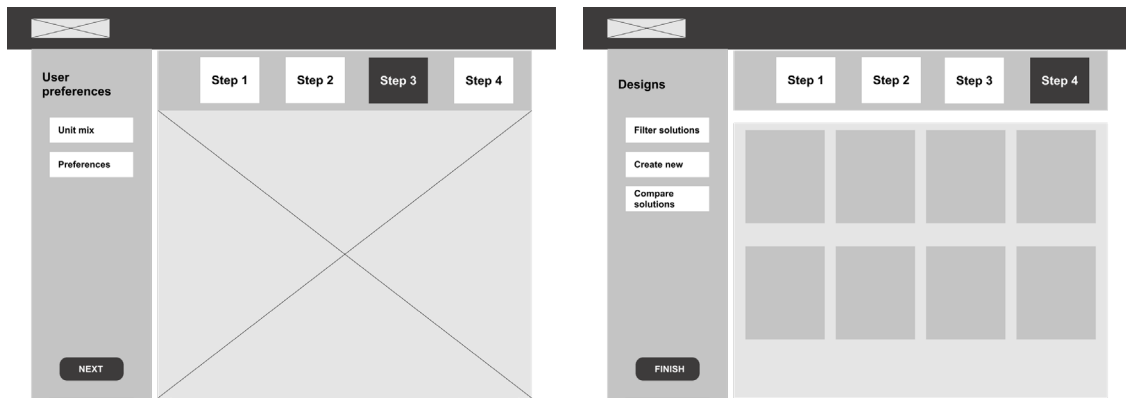 Step 1
Step 2
Step 3
Step 4
User
preferences
Unit mix
Preferences
NEXT
Step 1
Step 2
Step 3
Step 4
Designs
Filter solutions
Create new
Compare
solutions
FINISH